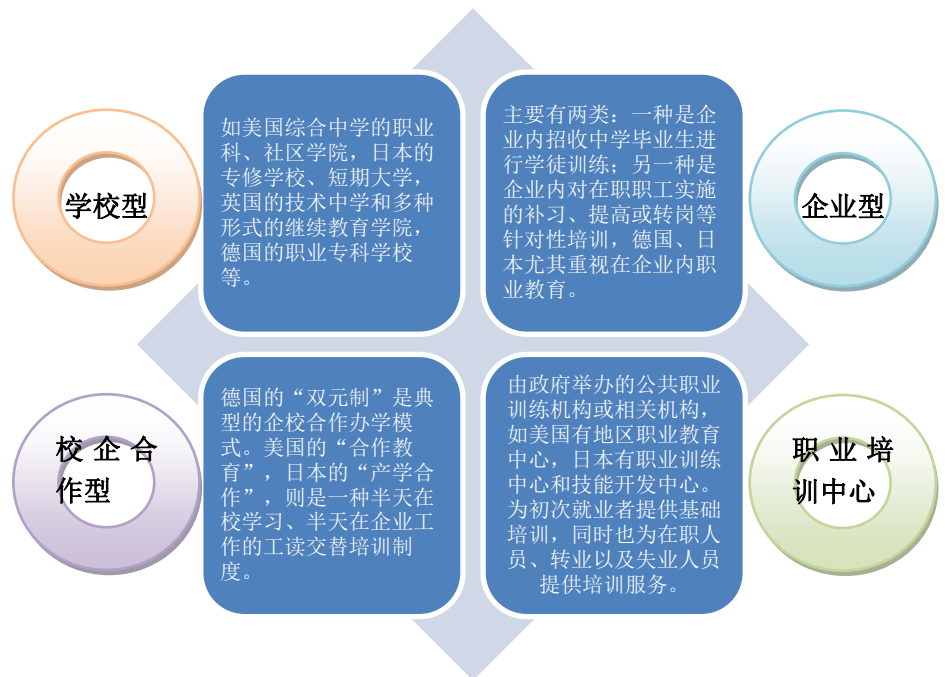 学校型
如美国综合中学的职业
科、社区学院，日本的
专修学校、短期大学，
英国的技术中学和多种
形式的继续教育学院，
德国的职业专科学校
等。
主要有两类：一种是企
业内招收中学毕业生进
行学徒训练；另一种是
企业内对在职职工实施
的补习、提高或转岗等
针对性培训，德国、日
本尤其重视在企业内职
业教育。
企业型
校企合
作型
德国的“双元制”是典
型的企校合作办学模
式。美国的“合作教
育”，日本的“产学合
作”，则是一种半天在
校学习、半天在企业工
作的工读交替培训制
度。
由政府举办的公共职业
训练机构或相关机构，
如美国有地区职业教育
中心，日本有职业训练
中心和技能开发中心。
为初次就业者提供基础
培训，同时也为在职人
员、转业以及失业人员
提供培训服务。
职业培
训中心